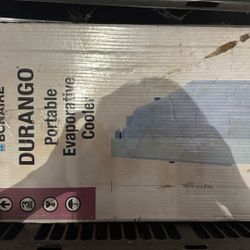 BONAIRE
DURANGO®
Portable
Evaporative
Cooler